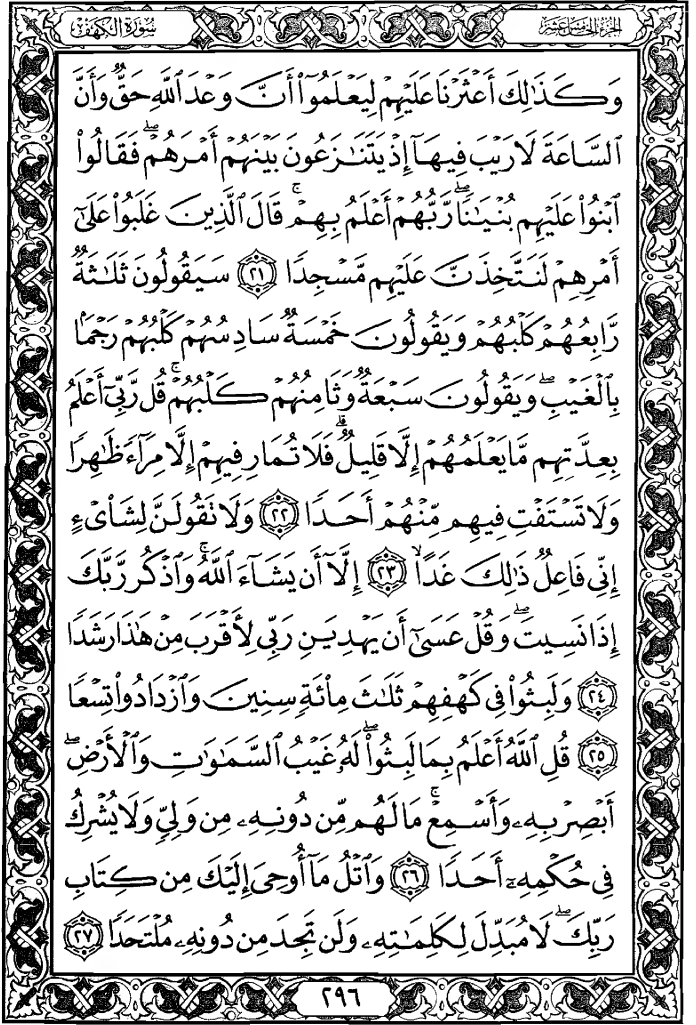 الجزء الخامس عشر
سورة الكهف
وَكَذَٰلِكَ أَعْثَرْنَا عَلَيْهِمْ لِيَعْلَمُوٓا۟ أَنَّ وَعْدَ ٱللَّهِ حَقٌّ وَأَنَّ
ٱلسَّاعَةَ لَا رَيْبَ فِيهَآ إِذْ يَتَنَٰزَعُونَ بَيْنَهُمْ أَمْرَهُمْ ۖ فَقَالُوا۟
ٱبْنُوا۟ عَلَيْهِم بُنْيَٰنًا ۖ رَّبُّهُمْ أَعْلَمُ بِهِمْ ۚ قَالَ ٱلَّذِينَ غَلَبُوا۟ عَلَىٰٓ
أَمْرِهِمْ لَنَتَّخِذَنَّ عَلَيْهِم مَّسْجِدًا ﴿٢١﴾ سَيَقُولُونَ ثَلَٰثَةٌ
رَّابِعُهُمْ كَلْبُهُمْ وَيَقُولُونَ خَمْسَةٌ سَادِسُهُمْ كَلْبُهُمْ رَجْمًۢا
بِٱلْغَيْبِ ۖ وَيَقُولُونَ سَبْعَةٌ وَثَامِنُهُمْ كَلْبُهُمْ ۚ قُل رَّبِّىٓ أَعْلَمُ
بِعِدَّتِهِم مَّا يَعْلَمُهُمْ إِلَّا قَلِيلٌ ۗ فَلَا تُمَارِ فِيهِمْ إِلَّا مِرَآءً ظَٰهِرًا
وَلَا تَسْتَفْتِ فِيهِم مِّنْهُمْ أَحَدًا ﴿٢٢﴾ وَلَا تَقُولَنَّ لِشَا۟ىْءٍ
إِنِّى فَاعِلٌ ذَٰلِكَ غَدًا ۙ ﴿٢٣﴾ إِلَّآ أَن يَشَآءَ ٱللَّهُ ۚ وَٱذْكُر رَّبَّكَ
إِذَا نَسِيتَ ۖ وَقُلْ عَسَىٰٓ أَن يَهْدِيَنِ رَبِّى لِأَقْرَبَ مِنْ هَٰذَا رَشَدًا
﴿٢٤﴾ وَلَبِثُوا۟ فِى كَهْفِهِمْ ثَلَٰثَ مِا۟ئَةٍ سِنِينَ وَٱزْدَادُوا۟ تِسْعًا
﴿٢٥﴾ قُلِ ٱللَّهُ أَعْلَمُ بِمَا لَبِثُوا۟ ۖ لَهُۥ غَيْبُ ٱلسَّمَٰوَٰتِ وَٱلْأَرْضِ ۖ
أَبْصِرْ بِهِۦ وَأَسْمِعْ ۚ مَا لَهُم مِّن دُونِهِۦ مِن وَلِىٍّ وَلَا يُشْرِكُ
فِى حُكْمِهِۦٓ أَحَدًا ﴿٢٦﴾ وَٱتْلُ مَآ أُوحِىَ إِلَيْكَ مِن كِتَابِ
رَبِّكَ ۖ لَا مُبَدِّلَ لِكَلِمَٰتِهِۦ وَلَن تَجِدَ مِن دُونِهِۦ مُلْتَحَدًا ﴿٢٧﴾
٢٩٦